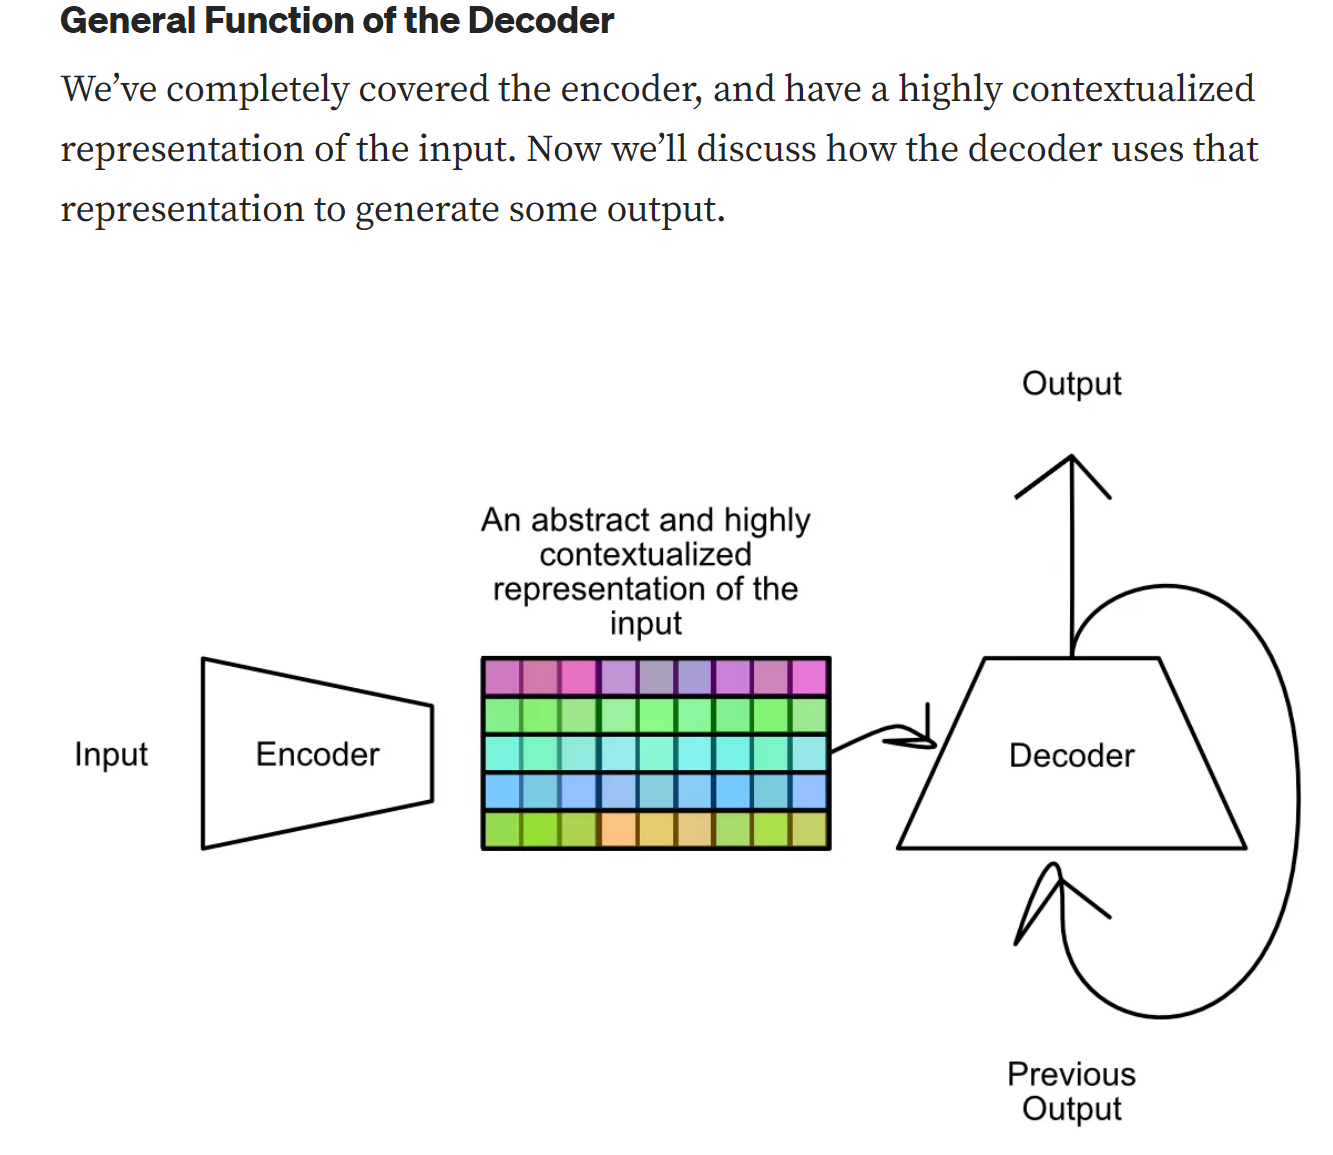 General Function of the Decoder
We’ve completely covered the encoder, and have a highly contextualized
representation of the input. Now we’ll discuss how the decoder uses that
representation to generate some output.
Output
An abstract and highly
contextualized
representation of the
input
Input
Encoder
Decoder
Previous
Output